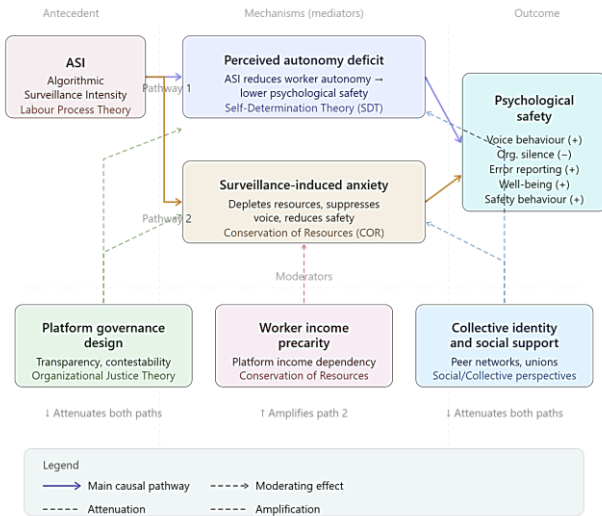 Antecedent
Mechanisms (mediators)
Outcome
ASI
Algorithmic
Surveillance Intensity
Labour Process Theory
Pathway 1
Perceived autonomy deficit
ASI reduces worker autonomy →
lower psychological safety
Self-Determination Theory (SDT)
Psychological
safety
Voice behaviour (+)
Org. silence (−)
Error reporting (+)
Well-being (+)
Safety behaviour (+)
Pathway 2
Surveillance-induced anxiety
Depletes resources, suppresses
voice, reduces safety
Conservation of Resources (COR)
Moderators
Platform governance
design
Transparency, contestability
Organizational Justice Theory
Worker income
precarity
Platform income dependency
Conservation of Resources
Collective identity
and social support
Peer networks, unions
Social/Collective perspectives
↓ Attenuates both paths
↑ Amplifies path 2
↓ Attenuates both paths
Legend
Main causal pathway
Moderating effect
Attenuation
Amplification